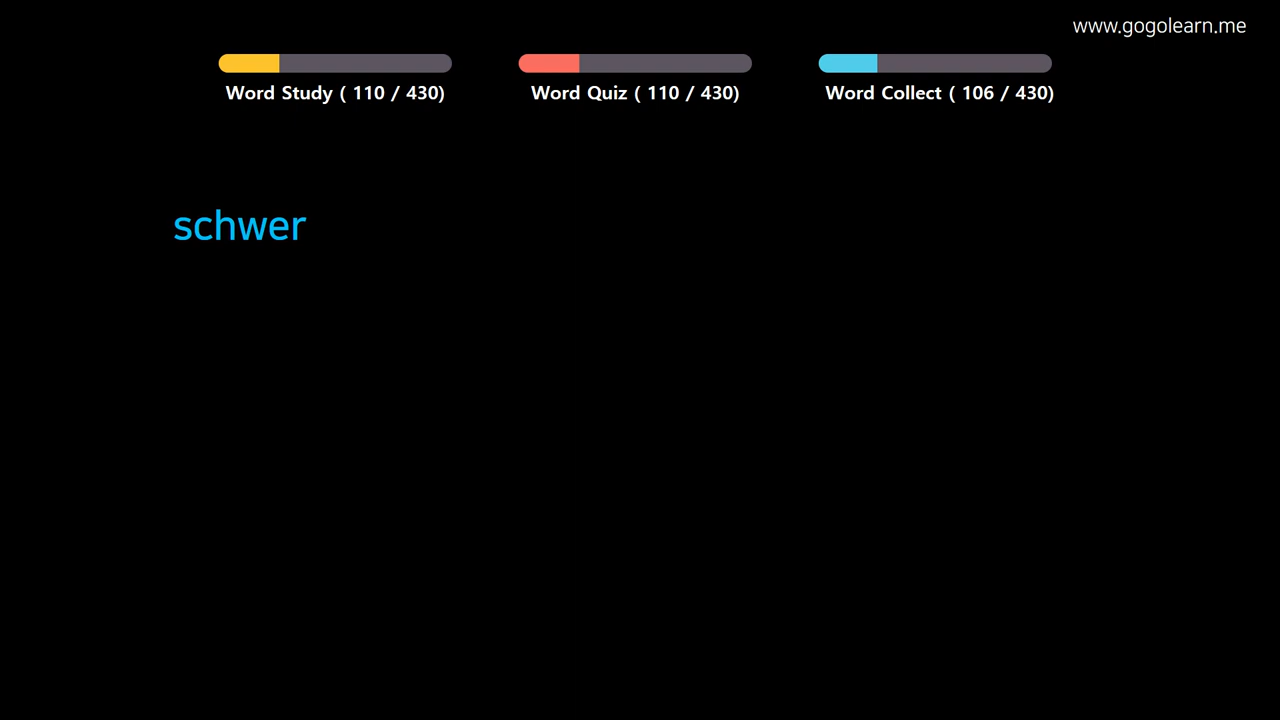 www.gogolearn.me
Word Study ( 110 / 430)
Word Quiz ( 110 / 430)
Word Collect ( 106 / 430)
schwer